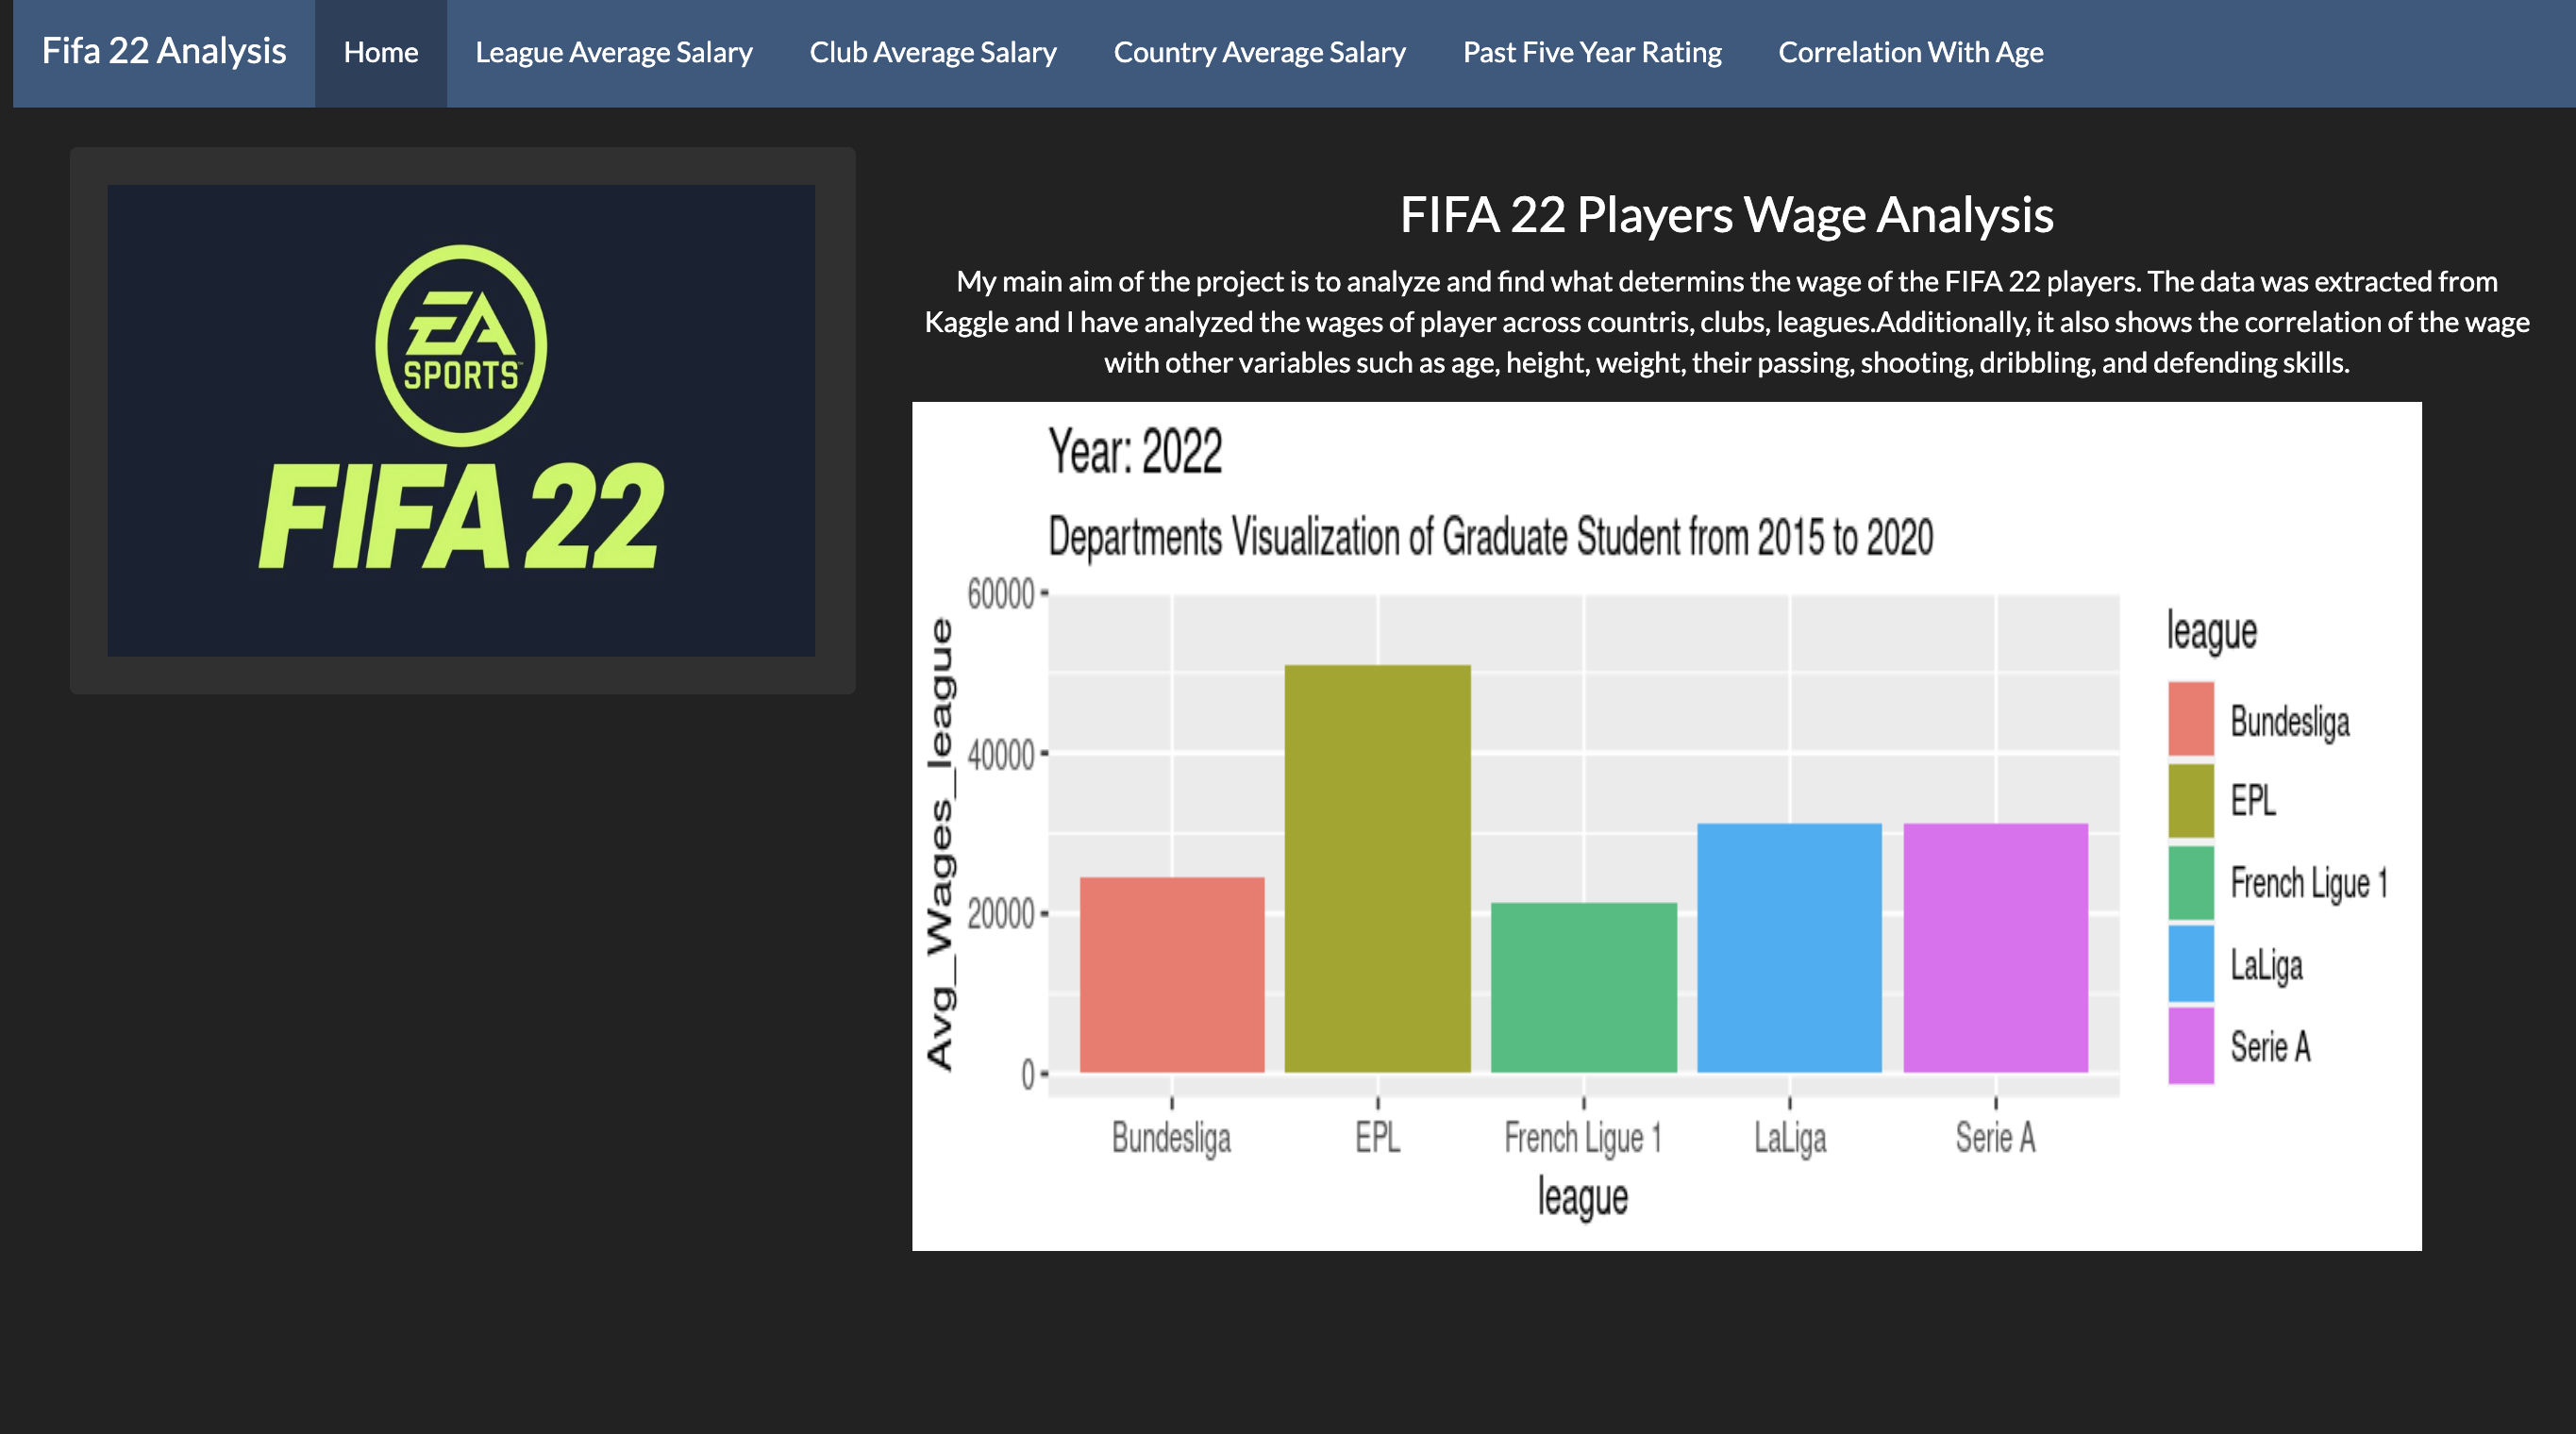 Fifa 22 Analysis Home League Average Salary Club Average Salary Country Average Salary Past Five Year Rating Correlation With Age
EA
SPORTS™
FIFA 22
FIFA 22 Players Wage Analysis
My main aim of the project is to analyze and find what determins the wage of the FIFA 22 players. The data was extracted from
Kaggle and I have analyzed the wages of player across countris, clubs, leagues.Additionally, it also shows the correlation of the wage
with other variables such as age, height, weight, their passing, shooting, dribbling, and defending skills.
Year: 2022
Departments Visualization of Graduate Student from 2015 to 2020
Avg_Wages_league
60000
40000
20000
0
Bundesliga EPL French Ligue 1 LaLiga Serie A
league
league
Bundesliga
EPL
French Ligue 1
LaLiga
Serie A